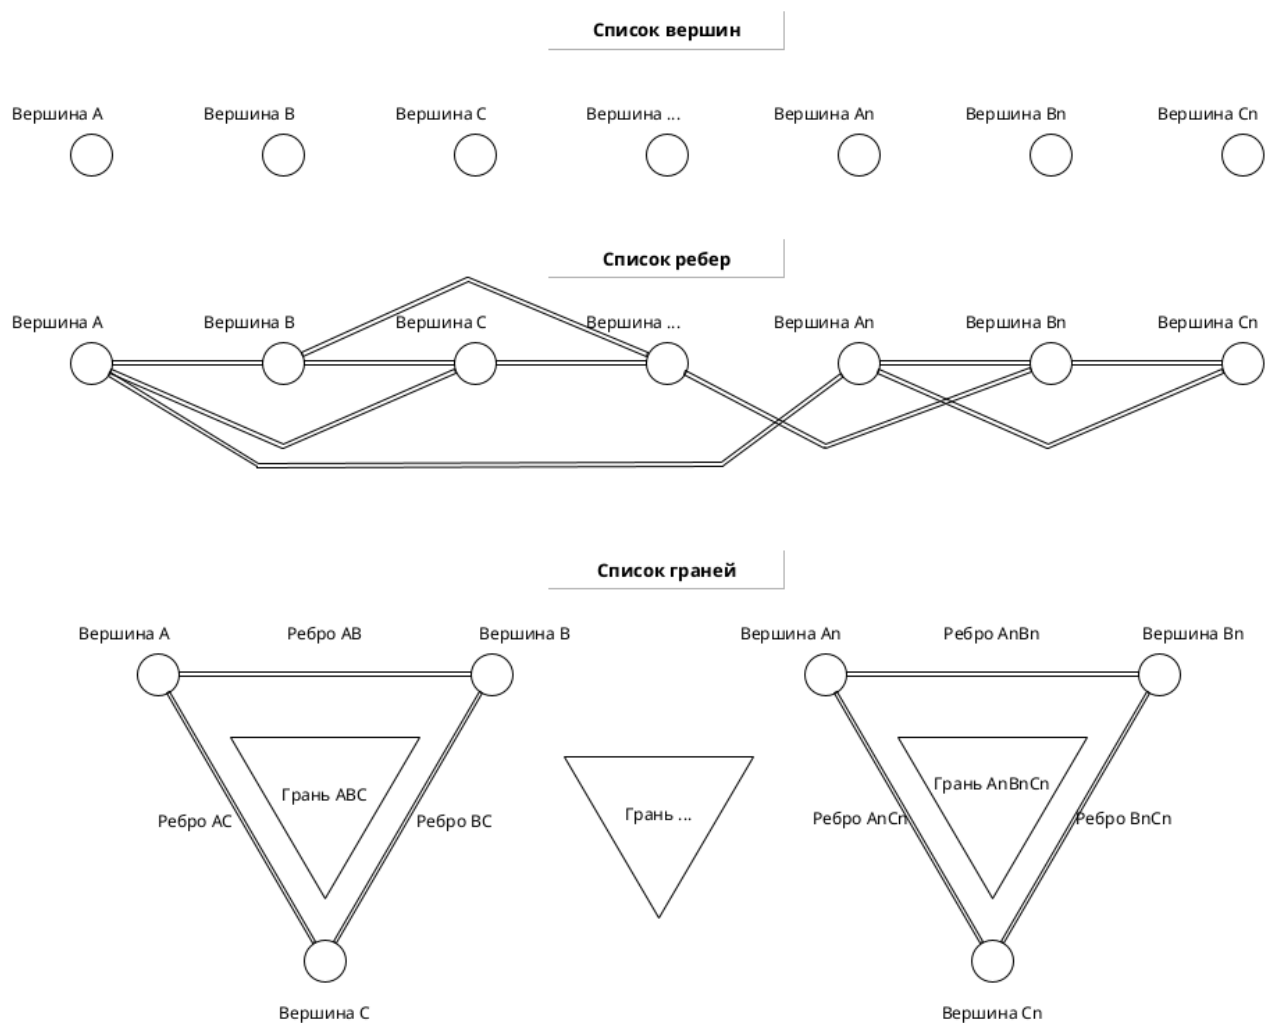 Список вершин
Вершина A
Вершина B
Вершина C
Вершина ...
Вершина An
Вершина Bn
Вершина Cn
Список ребер
Вершина A
Вершина B
Вершина C
Вершина ...
Вершина An
Вершина Bn
Вершина Cn
Список граней
Вершина A
Ребро AB
Вершина B
Вершина An
Ребро AnBn
Вершина Bn
Грань ABC
Ребро AC
Ребро BC
Грань ...
Грань AnBnCn
Ребро AnCn
Ребро BnCn
Вершина C
Вершина Cn